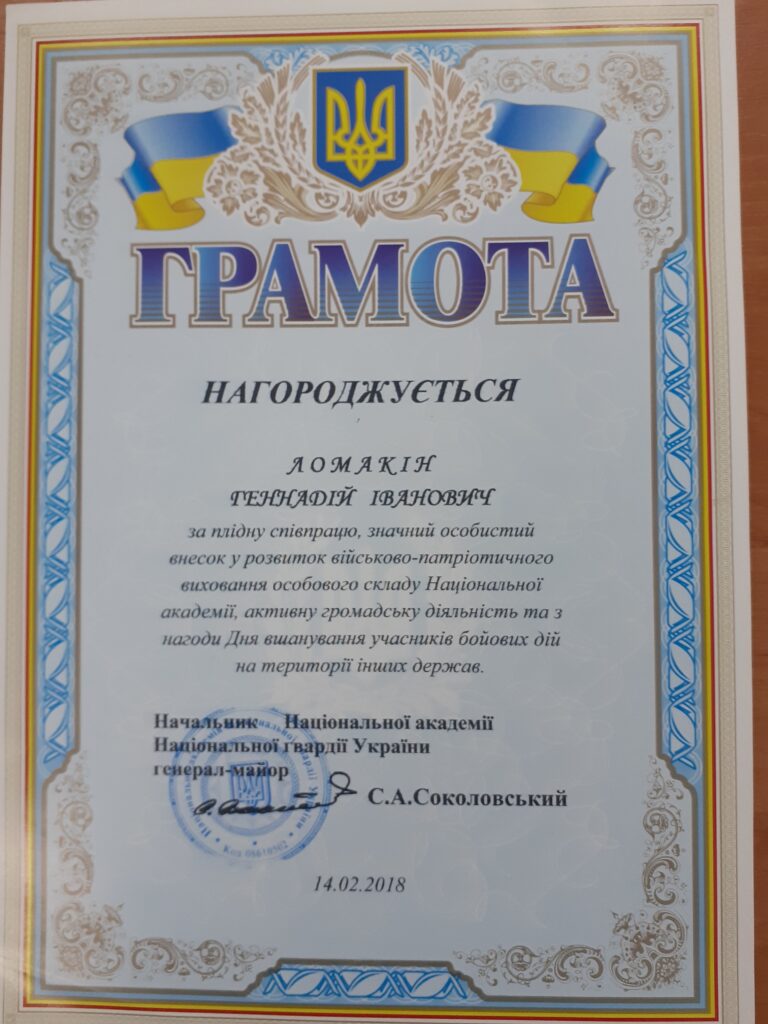 ГРАМОТА
НАГОРОДЖУЄТЬСЯ
ЛОМАКІН
ГЕННАДІЙ ІВАНОВИЧ
за плідну співпрацю, значний особистий
внесок у розвиток військово-патріотичного
виховання особового складу Національної
академії, активну громадську діяльність та з
нагоди Дня вшанування учасників бойових дій
на території інших держав.
Начальник Національної академії
Національної гвардії України
генерал-майор
С.А.Соколовський
14.02.2018